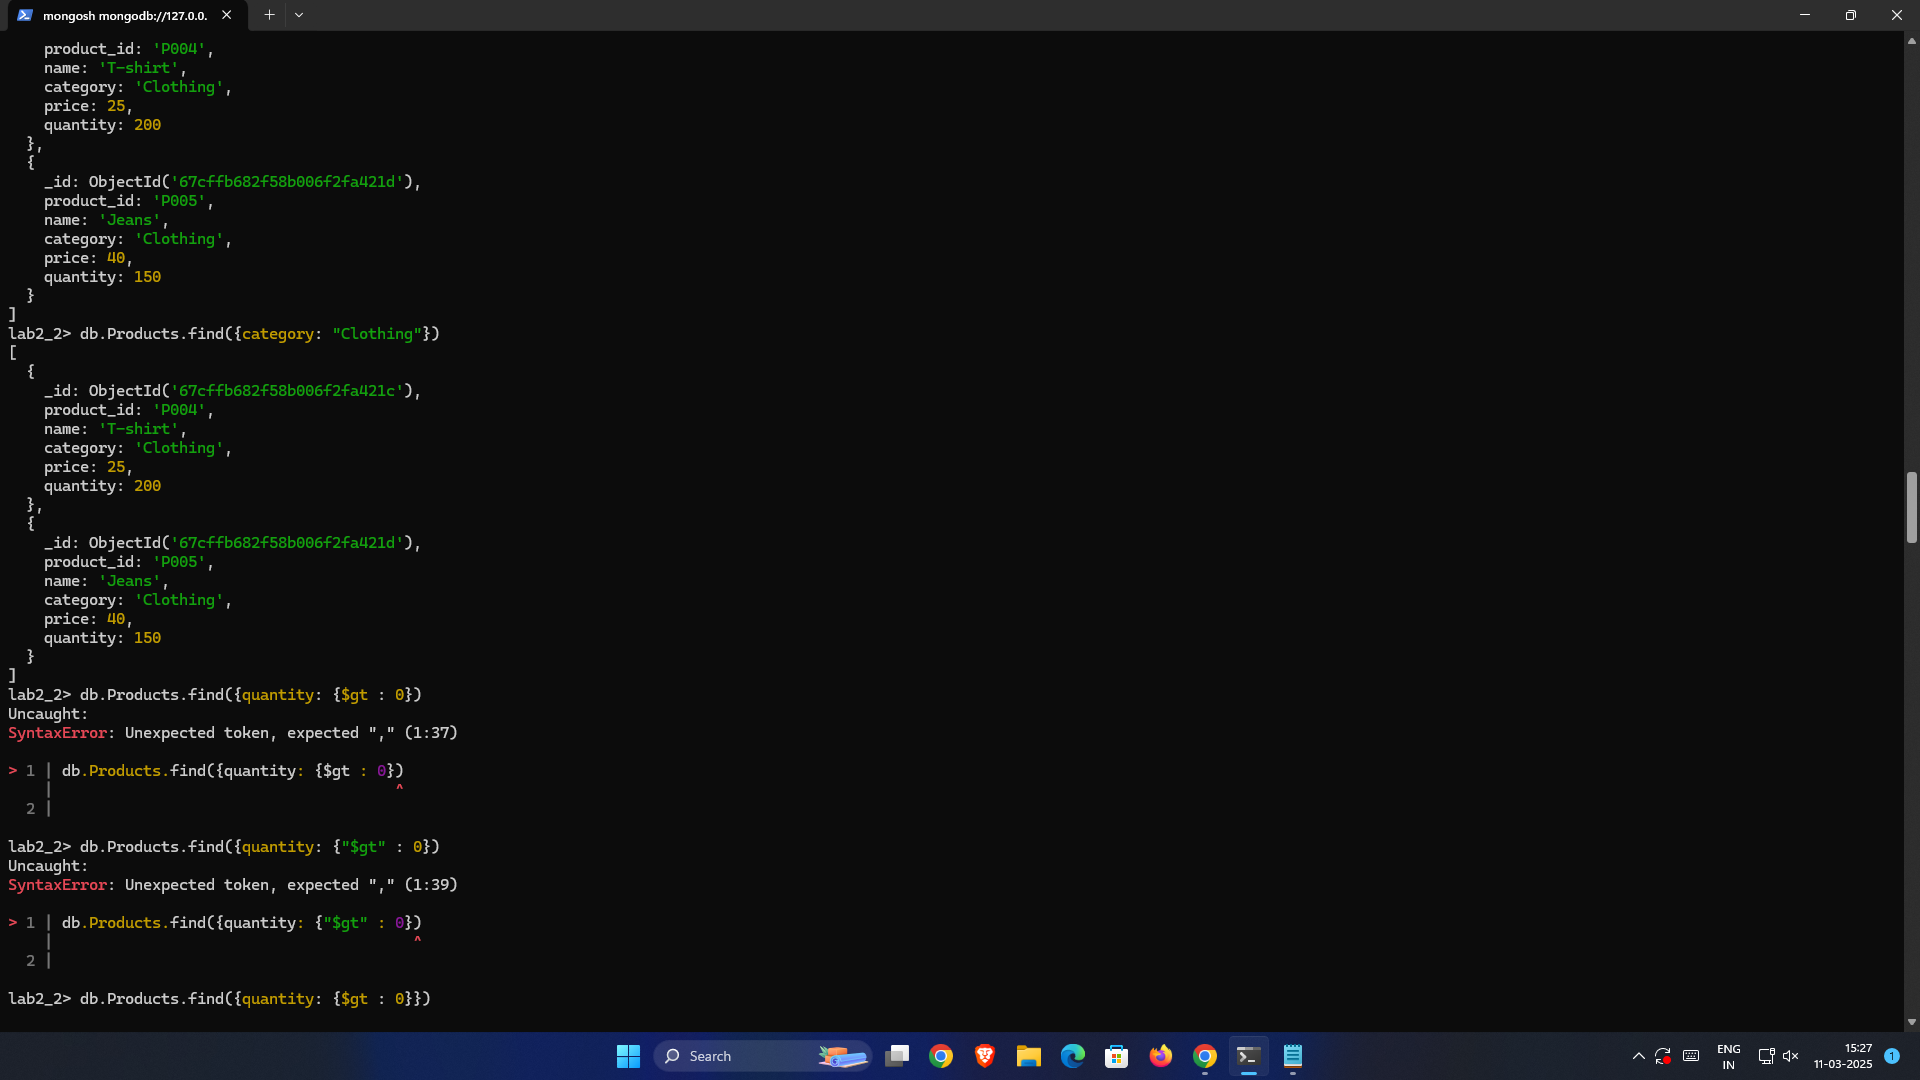 mongosh mongodb://127.0.0.
    product_id: 'P004',
    name: 'T-shirt',
    category: 'Clothing',
    price: 25,
    quantity: 200
  },
  {
    _id: ObjectId('67cffb682f58b006f2fa421d'),
    product_id: 'P005',
    name: 'Jeans',
    category: 'Clothing',
    price: 40,
    quantity: 150
  }
]
lab2_2> db.Products.find({category: "Clothing"})
[
  {
    _id: ObjectId('67cffb682f58b006f2fa421c'),
    product_id: 'P004',
    name: 'T-shirt',
    category: 'Clothing',
    price: 25,
    quantity: 200
  },
  {
    _id: ObjectId('67cffb682f58b006f2fa421d'),
    product_id: 'P005',
    name: 'Jeans',
    category: 'Clothing',
    price: 40,
    quantity: 150
  }
]
lab2_2> db.Products.find({quantity: {$gt : 0})
Uncaught:
SyntaxError: Unexpected token, expected "," (1:37)
> 1 | db.Products.find({quantity: {$gt : 0})
    |                                      ^
  2 |
lab2_2> db.Products.find({quantity: {"$gt" : 0})
Uncaught:
SyntaxError: Unexpected token, expected "," (1:39)
> 1 | db.Products.find({quantity: {"$gt" : 0})
    |                                        ^
  2 |
lab2_2> db.Products.find({quantity: {$gt : 0}})
Search
ENG
IN
15:27
11-03-2025
1